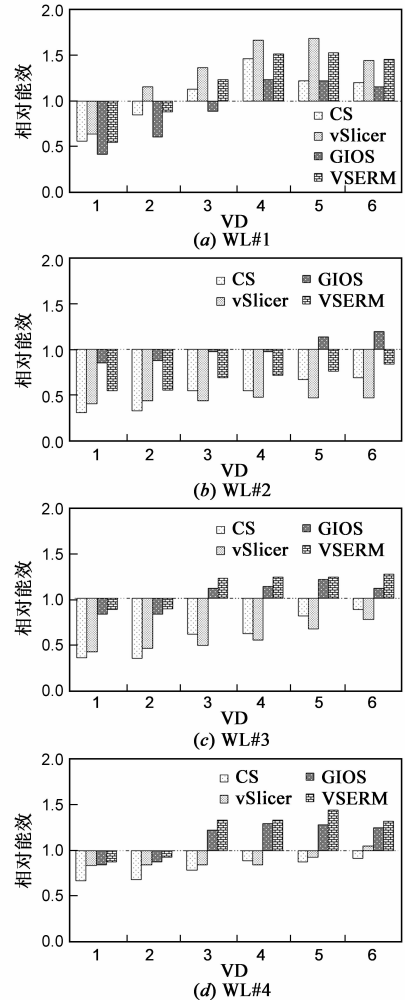 2.0
1.5
1.0
0.5
0.0
相对能效
CS
vSlicer
GIOS
VSERM
1 2 3 4 5 6
VD
(a) WL#1
2.0
1.5
1.0
0.5
0.0
相对能效
CS GIOS
vSlicer VSERM
1 2 3 4 5 6
VD
(b) WL#2
2.0
1.5
1.0
0.5
0.0
相对能效
CS GIOS
vSlicer VSERM
1 2 3 4 5 6
VD
(c) WL#3
2.0
1.5
1.0
0.5
0.0
相对能效
CS GIOS
vSlicer VSERM
1 2 3 4 5 6
VD
(d) WL#4